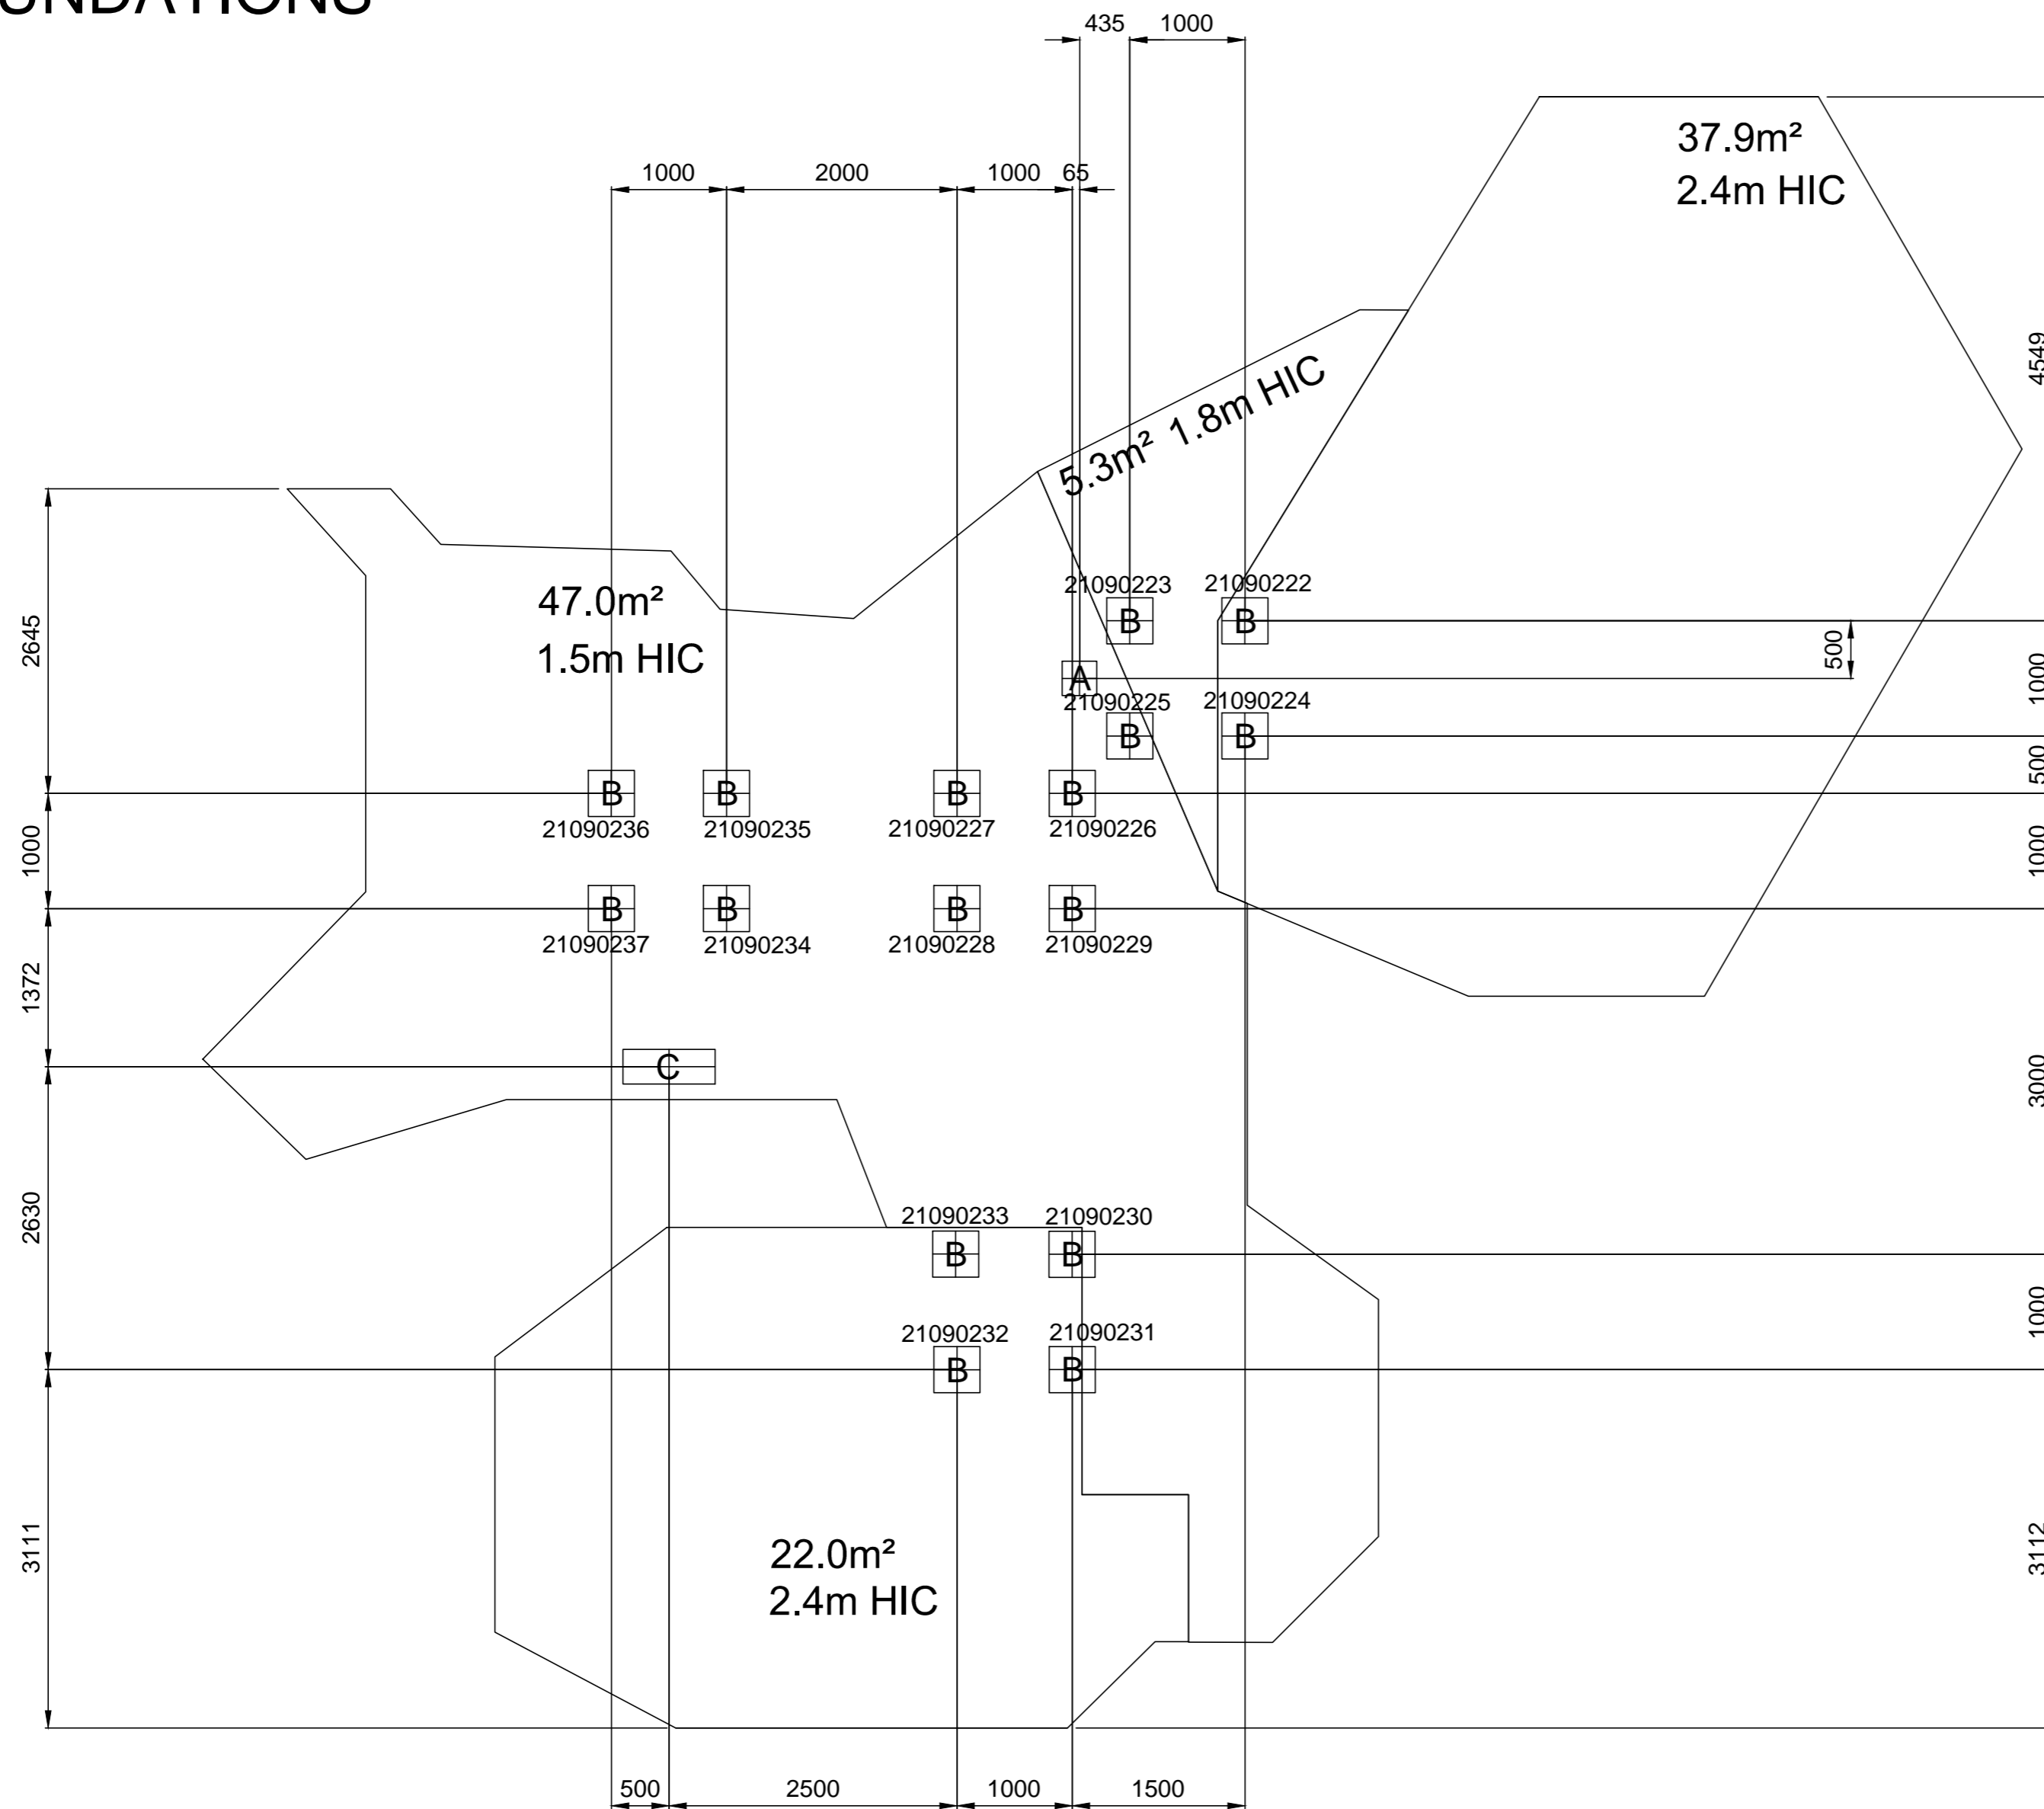 UNDATIONS
435 1000
37.9m²
2.4m HIC
1000 2000 1000 65
4549
5.3m² 1.8m HIC
47.0m²
1.5m HIC
2645
21090223 21090222
B B
500
1000
A
21090225 21090224
B B
500
B B B B
21090236 21090235 21090227 21090226
1000
1000
B B B B
21090237 21090234 21090228 21090229
1372
C
3000
2630
21090233 21090230
B B
1000
21090232 21090231
B B
3111
3112
22.0m²
2.4m HIC
500 2500 1000 1500